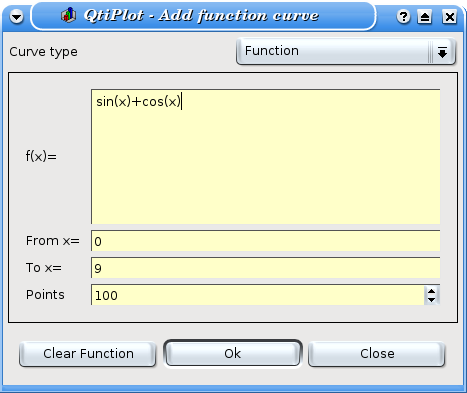 QtiPlot - Add function curve
Curve type Function
f(x)= sin(x)+cos(x)
From x= 0
To x= 9
Points 100
Clear Function Ok Close